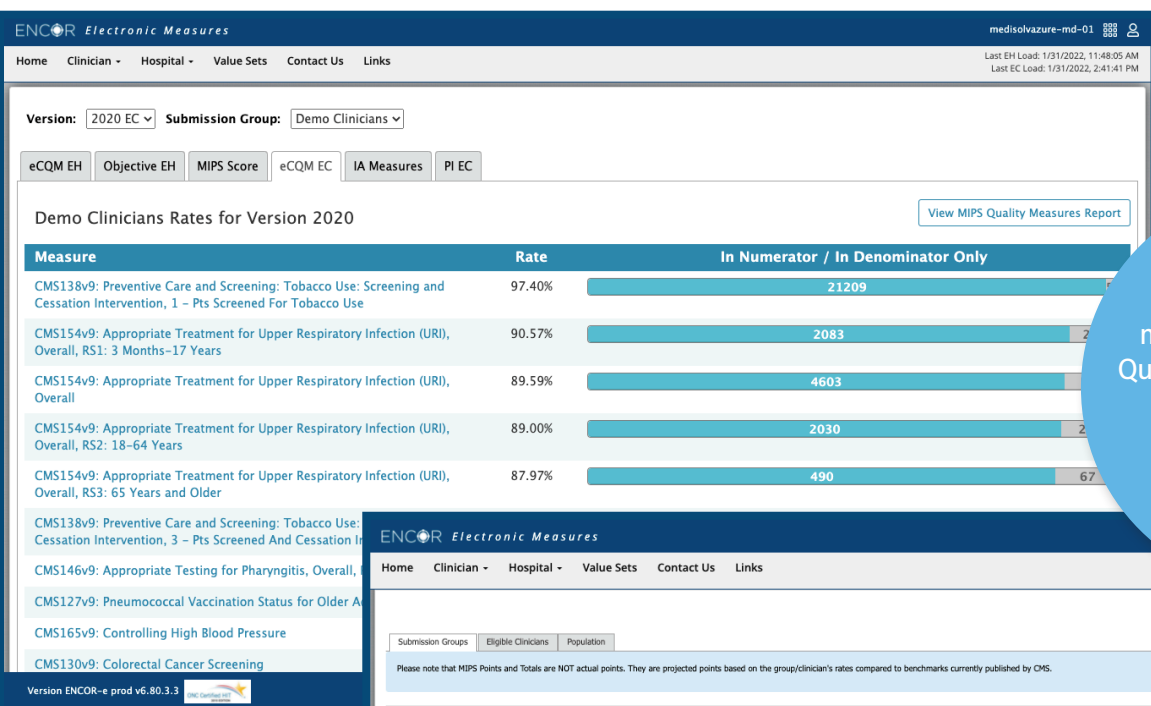 ENCOR Electronic Measures
medisolvazure-md-01
Home Clinician Hospital Value Sets Contact Us Links
Last EH Load: 1/31/2022, 11:48:05 AM
Last EC Load: 1/31/2022, 2:41:41 PM
Version: 2020 EC Submission Group: Demo Clinicians
eCQM EH Objective EH MIPS Score eCQM EC IA Measures PI EC
Demo Clinicians Rates for Version 2020
View MIPS Quality Measures Report
Measure Rate In Numerator / In Denominator Only
CMS138v9: Preventive Care and Screening: Tobacco Use: Screening and
Cessation Intervention, 1 – Pts Screened For Tobacco Use
97.40% 21209
CMS154v9: Appropriate Treatment for Upper Respiratory Infection (URI),
Overall, RS1: 3 Months–17 Years
90.57% 2083
CMS154v9: Appropriate Treatment for Upper Respiratory Infection (URI),
Overall
89.59% 4603
CMS154v9: Appropriate Treatment for Upper Respiratory Infection (URI),
Overall, RS2: 18–64 Years
89.00% 2030
CMS154v9: Appropriate Treatment for Upper Respiratory Infection (URI),
Overall, RS3: 65 Years and Older
87.97% 490 67
CMS138v9: Preventive Care and Screening: Tobacco Use:
Cessation Intervention, 3 – Pts Screened And Cessation
CMS146v9: Appropriate Testing for Pharyngitis, Overall,
CMS127v9: Pneumococcal Vaccination Status for Older
CMS165v9: Controlling High Blood Pressure
CMS130v9: Colorectal Cancer Screening
Version ENCOR-e prod v6.80.3.3
ONC Certified HIT
ENCOR Electronic Measures
Home Clinician Hospital Value Sets Contact Us Links
Submission Groups Eligible Clinicians Population
Please note that MIPS Points and Totals are NOT actual points. They are projected points based on the group/clinician's rates compared to benchmarks currently published by CMS.